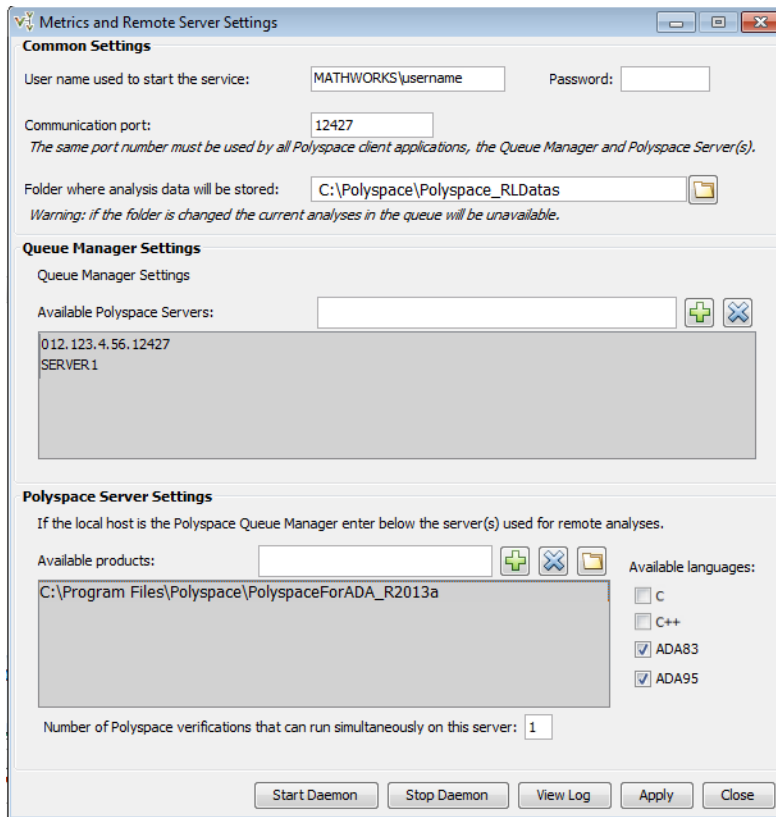 Metrics and Remote Server Settings
Common Settings
User name used to start the service: MATHWORKS\username Password:
Communication port: 12427
The same port number must be used by all Polyspace client applications, the Queue Manager and Polyspace Server(s).
Folder where analysis data will be stored: C:\Polyspace\Polyspace_RLDatas
Warning: if the folder is changed the current analyses in the queue will be unavailable.
Queue Manager Settings
Queue Manager Settings
Available Polyspace Servers:
012.123.4.56.12427
SERVER1
Polyspace Server Settings
If the local host is the Polyspace Queue Manager enter below the server(s) used for remote analyses.
Available products: Available languages:
C:\Program Files\Polyspace\PolyspaceForADA_R2013a
C
C++
ADA83
ADA95
Number of Polyspace verifications that can run simultaneously on this server: 1
Start Daemon Stop Daemon View Log Apply Close